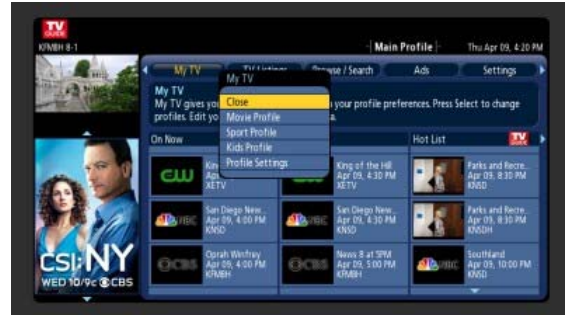 TV
GUIDE
KFMBH 8-1
Main Profile
Thu Apr 09, 4:20 PM
My TV
Browse / Search
Ads
Settings
My TV
My TV gives you
your profile preferences. Press Select to change
profiles. Edit yo
My TV
Close
Movie Profile
Sport Profile
Kids Profile
Profile Settings
On Now
Hot List
TV
GUIDE
CW
King of the Hill
Apr 09, 4:30 PM
XETV
XETV
Parks and Recre...
Apr 09, 8:30 PM
KNSD
NBC
San Diego New...
Apr 09, 4:00 PM
KNSD
NBC
San Diego New...
Apr 09, 4:30 PM
KNSD
Parks and Recre...
Apr 09, 8:30 PM
KNSDH
CBS
Oprah Winfrey
Apr 09, 4:00 PM
KFMBH
CBS
News 8 at 5PM
Apr 09, 5:00 PM
KFMBH
NBC
Southland
Apr 09, 10:00 PM
KNSD
CSI: NY
WED 10/9c CBS